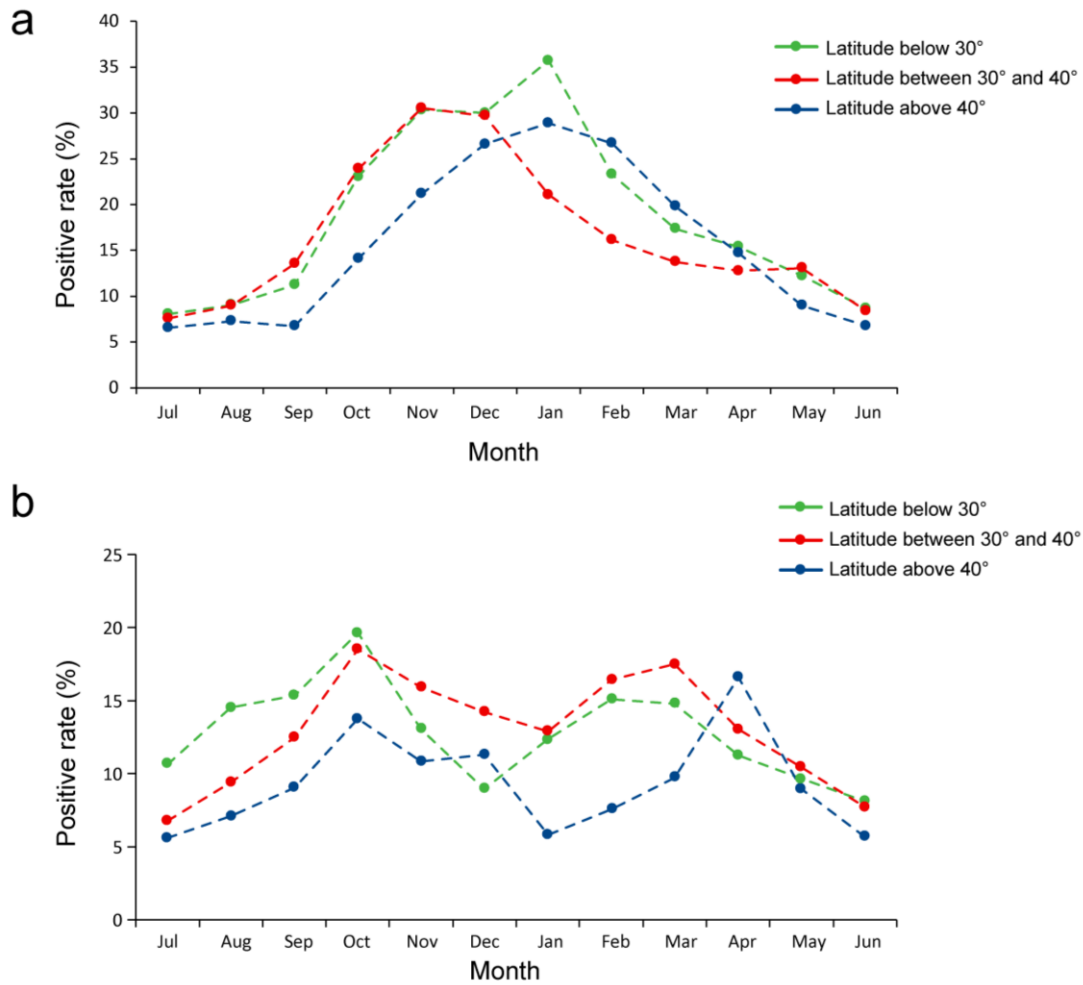 a
Latitude below 30°
Latitude between 30° and 40°
Latitude above 40°
Positive rate (%)
40
35
30
25
20
15
10
5
0
Jul Aug Sep Oct Nov Dec Jan Feb Mar Apr May Jun
Month
b
Latitude below 30°
Latitude between 30° and 40°
Latitude above 40°
Positive rate (%)
25
20
15
10
5
0
Jul Aug Sep Oct Nov Dec Jan Feb Mar Apr May Jun
Month